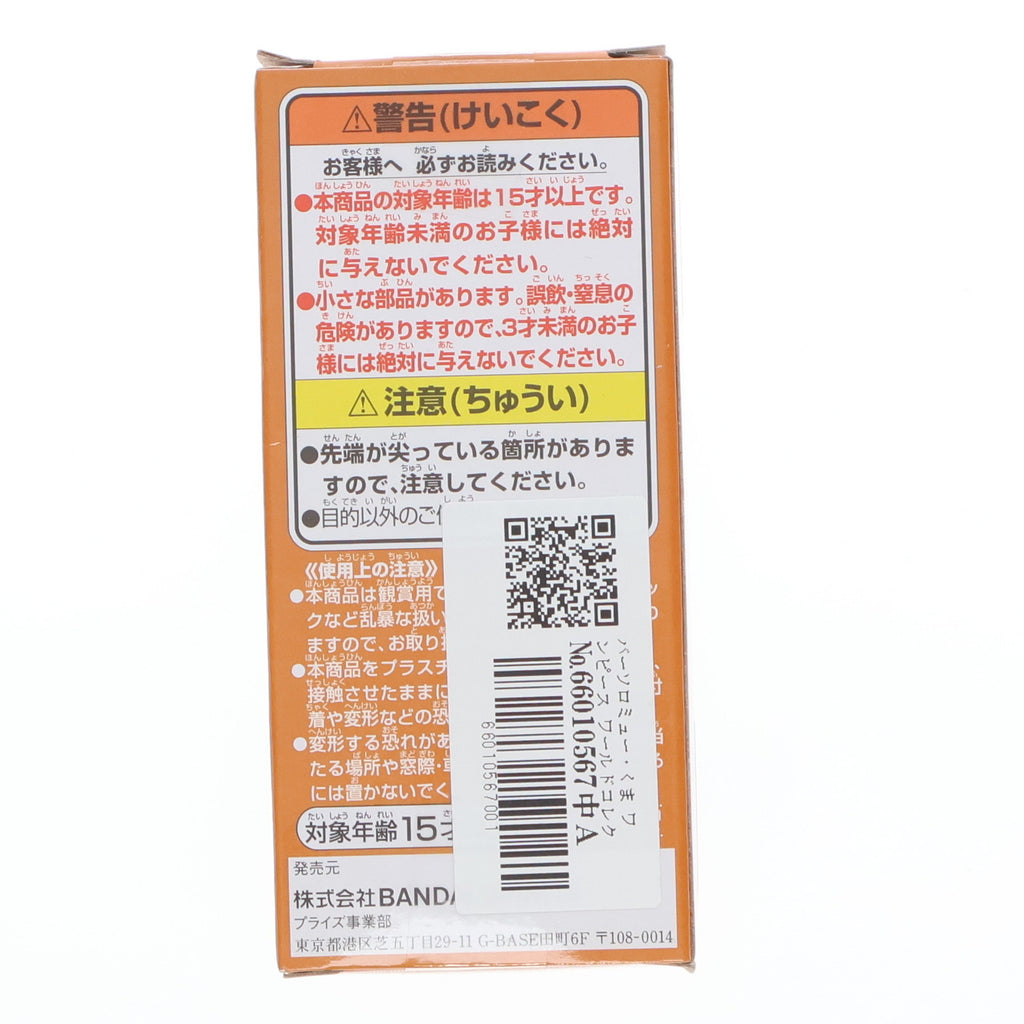 ⚠警告(けいこく)
お客様へ 必ずお読みください。
●本商品の対象年齢は15才以上です。
対象年齢未満のお子様には絶対
に与えないでください。
●小さな部品があります。誤飲・窒息の
危険がありますので、3才未満のお子
様には絶対に与えないでください。
⚠注意(ちゅうい)
●先端が尖っている箇所がありま
すので、注意してください。
●目的以外のご
《使用上の注意》
●本商品は観賞用で
クなど乱暴な扱い
ますので、お取り
●本商品をプラスチ
接触させたままに
着や変形などの恐
●変形する恐れがあ
たる場所や窓際・
には置かないでく
対象年齢15才
発売元
株式会社BANDA
プライズ事業部
東京都港区芝五丁目29-11 G-BASE田町6F 〒108-0014
バーソロミュー・くま ワ
ンピース ワールドコレク
No.66010567中A
66010567001